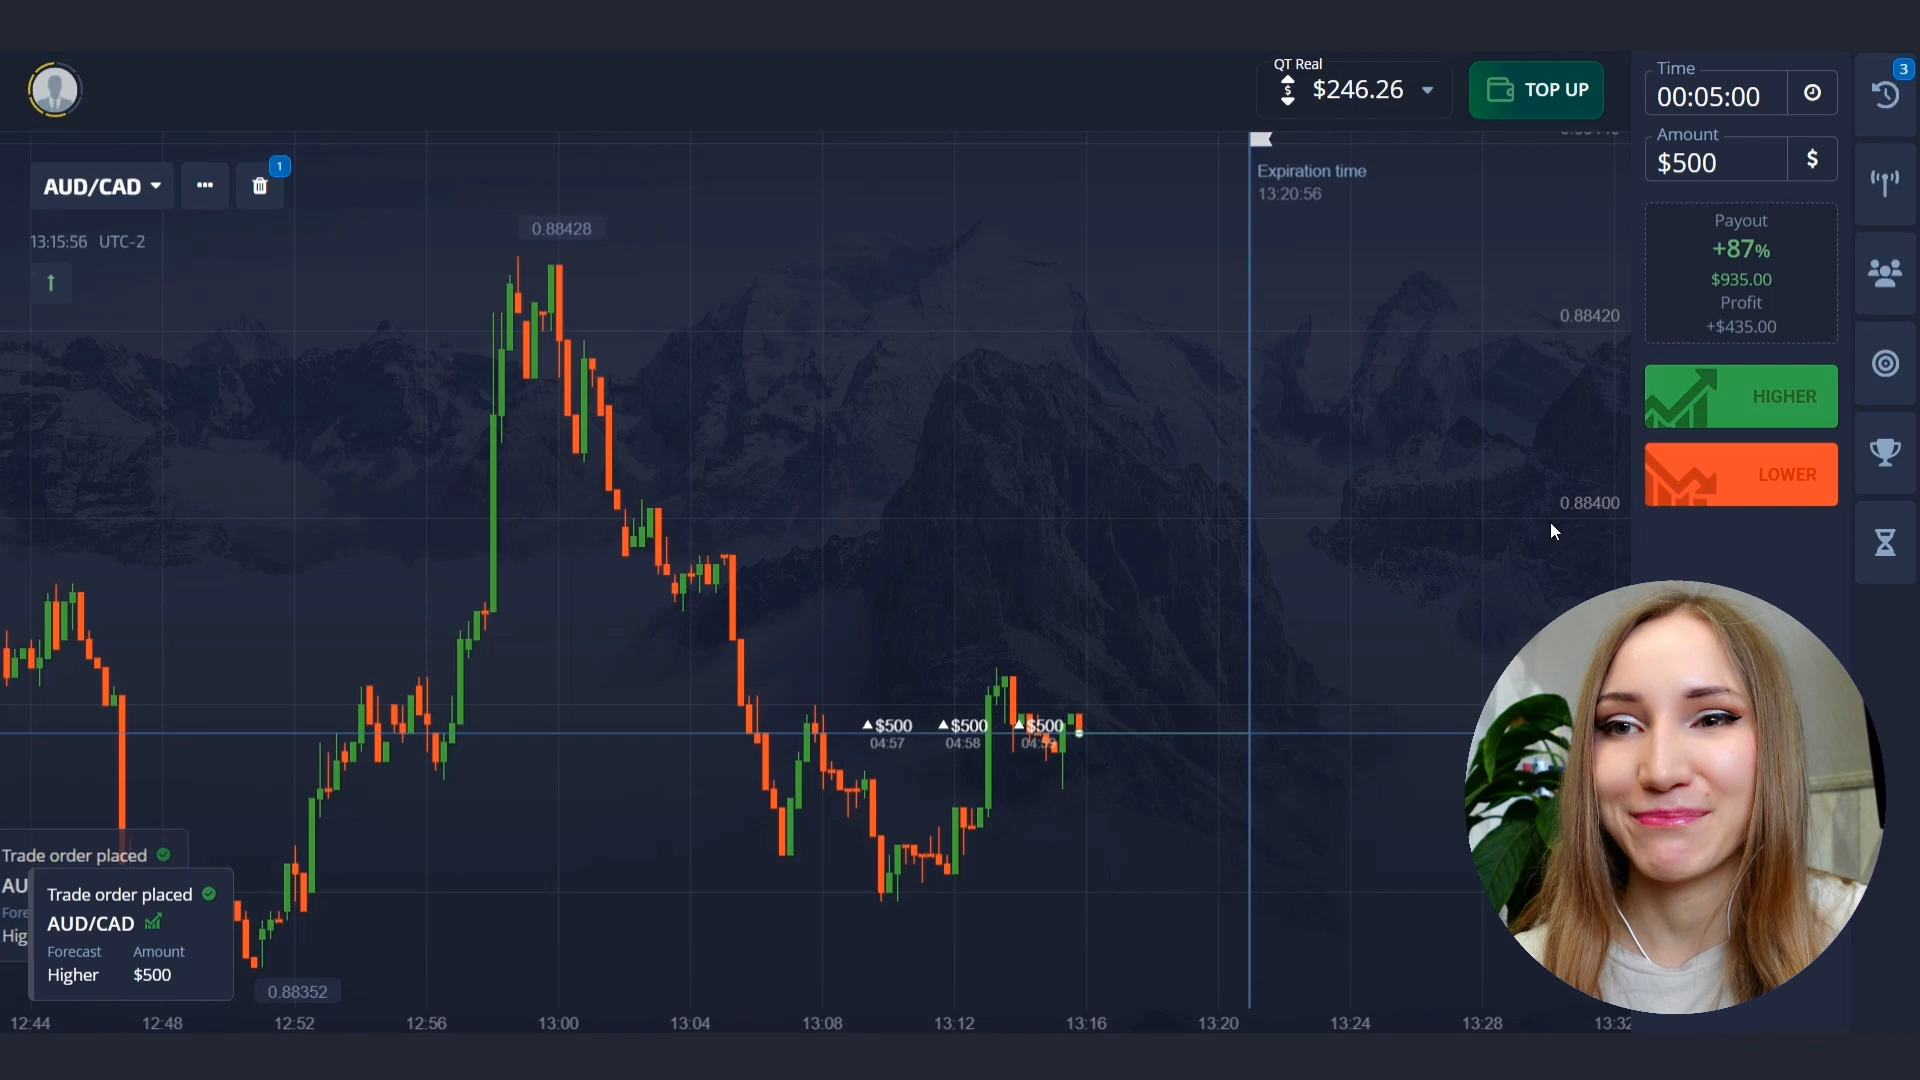 QT Real
$246.26
TOP UP
Time
00:05:00
3
Amount
$500
$
AUD/CAD
1
13:15:56 UTC-2
Expiration time
13:20:56
0.88428
Payout
+87%
$935.00
Profit
+$435.00
0.88420
HIGHER
LOWER
0.88400
$500
04:57
$500
04:58
$500
04:59
Trade order placed
AU
Fore
Hig
Trade order placed
AUD/CAD
Forecast Amount
Higher $500
0.88352
12:44 12:48 12:52 12:56 13:00 13:04 13:08 13:12 13:16 13:20 13:24 13:28 13:32